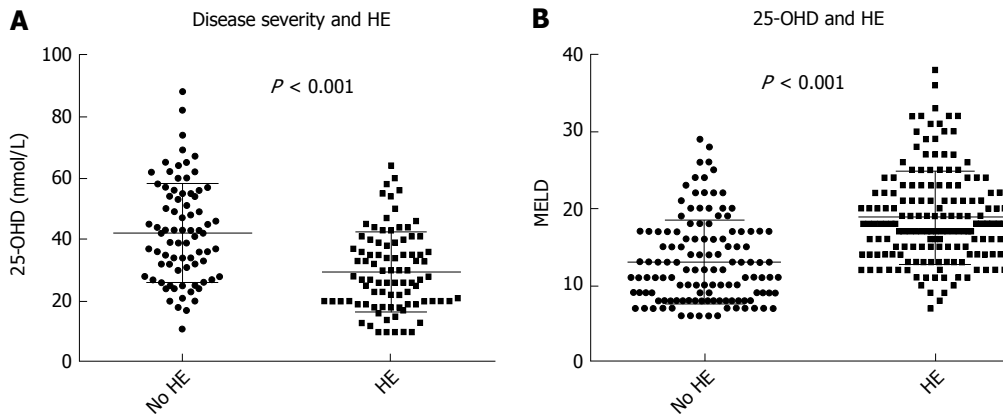 A
Disease severity and HE
P < 0.001
25-OHD (nmol/L)
100
80
60
40
20
0
No HE
HE
B
25-OHD and HE
P < 0.001
MELD
40
30
20
10
0
No HE
HE